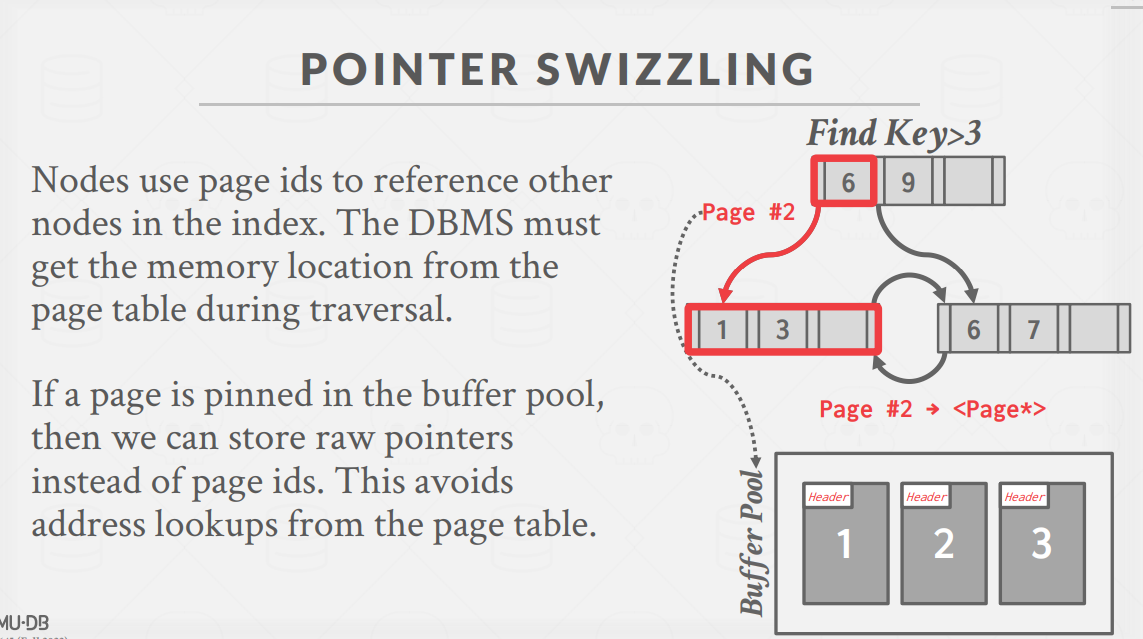 POINTER SWIZZLING
Nodes use page ids to reference other
nodes in the index. The DBMS must
get the memory location from the
page table during traversal.
If a page is pinned in the buffer pool,
then we can store raw pointers
instead of page ids. This avoids
address lookups from the page table.
Find Key>3
6 9
Page #2
1 3
6 7
Page #2 → <Page*>
Buffer Pool
Header Header Header
1 2 3
MU·DB